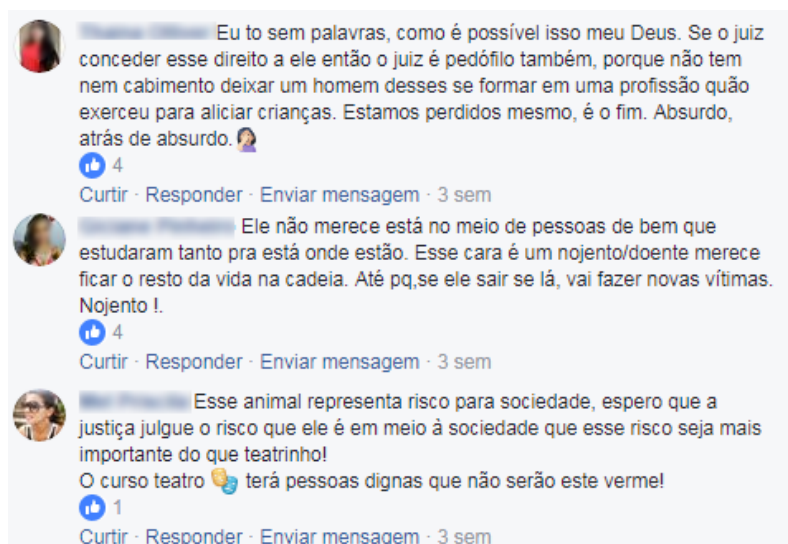 Eu to sem palavras, como é possível isso meu Deus. Se o juiz
conceder esse direito a ele então o juiz é pedófilo também, porque não tem
nem cabimento deixar um homem desses se formar em uma profissão quão
exerceu para aliciar crianças. Estamos perdidos mesmo, é o fim. Absurdo,
atrás de absurdo.
4
Curtir · Responder · Enviar mensagem · 3 sem
Ele não merece está no meio de pessoas de bem que
estudaram tanto pra está onde estão. Esse cara é um nojento/doente merece
ficar o resto da vida na cadeia. Até pq,se ele sair se lá, vai fazer novas vítimas.
Nojento !.
4
Curtir · Responder · Enviar mensagem · 3 sem
Esse animal representa risco para sociedade, espero que a
justiça julgue o risco que ele é em meio à sociedade que esse risco seja mais
importante do que teatrinho!
O curso teatro 🎭 terá pessoas dignas que não serão este verme!
1
Curtir · Responder · Enviar mensagem · 3 sem